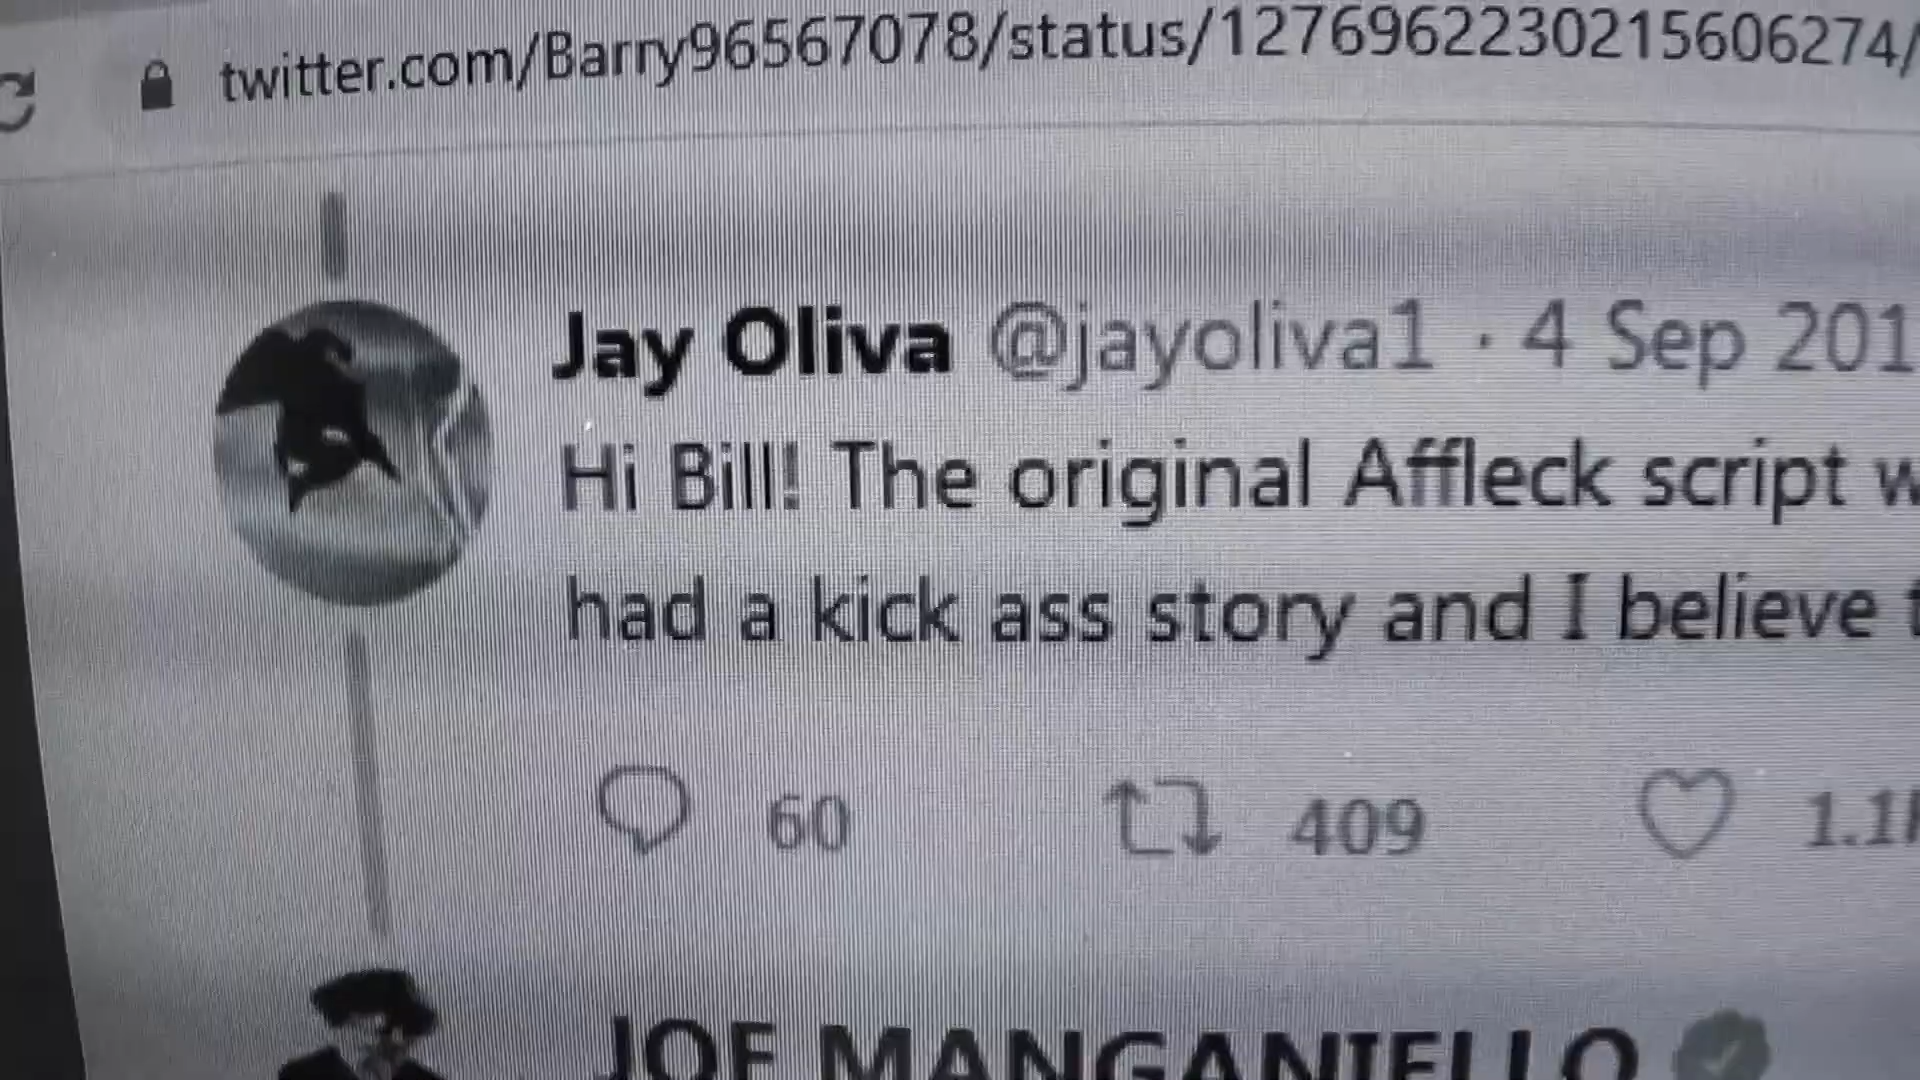 twitter.com/Barry96567078/status/1276962230215606274/
Jay Oliva @jayoliva1 · 4 Sep 201
Hi Bill! The original Affleck script w
had a kick ass story and I believe t
60 409 1.1
JOE MANGANIELLO